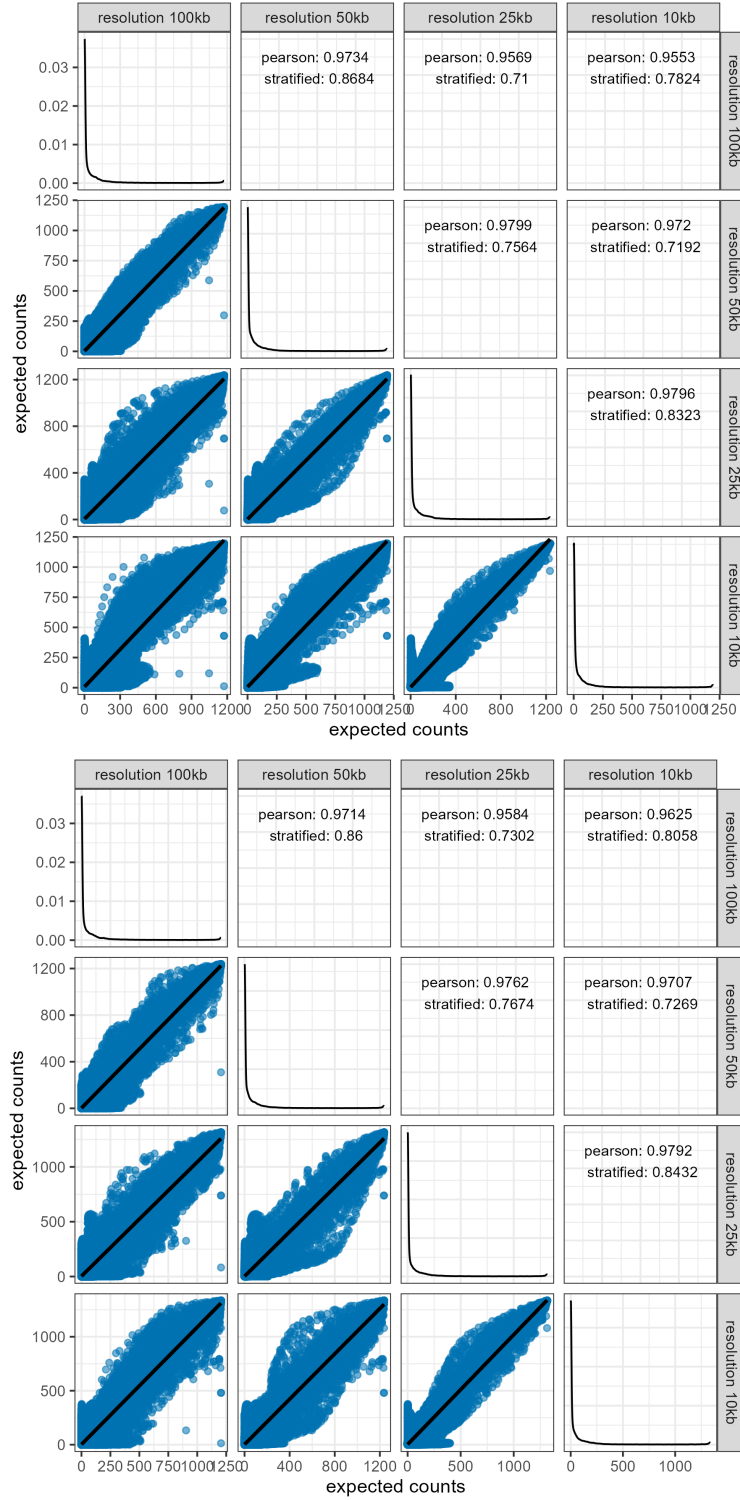 resolution 100kb resolution 50kb resolution 25kb resolution 10kb
0.03
0.02
0.01
0.00
pearson: 0.9734
stratified: 0.8684
pearson: 0.9569
stratified: 0.71
pearson: 0.9553
stratified: 0.7824
resolution 100kb
1250
1000
750
500
250
0
pearson: 0.9799
stratified: 0.7564
pearson: 0.972
stratified: 0.7192
resolution 50kb
expected counts
1200
800
400
0
pearson: 0.9796
stratified: 0.8323
resolution 25kb
1250
1000
750
500
250
0
resolution 10kb
0 300 600 900 1200
0 250 500 750 1000 1250
0 400 800 1200
0 250 500 750 1000 1250
expected counts
resolution 100kb resolution 50kb resolution 25kb resolution 10kb
0.03
0.02
0.01
0.00
pearson: 0.9714
stratified: 0.86
pearson: 0.9584
stratified: 0.7302
pearson: 0.9625
stratified: 0.8058
resolution 100kb
1200
800
400
0
pearson: 0.9762
stratified: 0.7674
pearson: 0.9707
stratified: 0.7269
resolution 50kb
expected counts
1000
500
0
pearson: 0.9792
stratified: 0.8432
resolution 25kb
1000
500
0
resolution 10kb
0 250 500 750 1000 1250
0 400 800 1200
0 500 1000
0 500 1000
expected counts